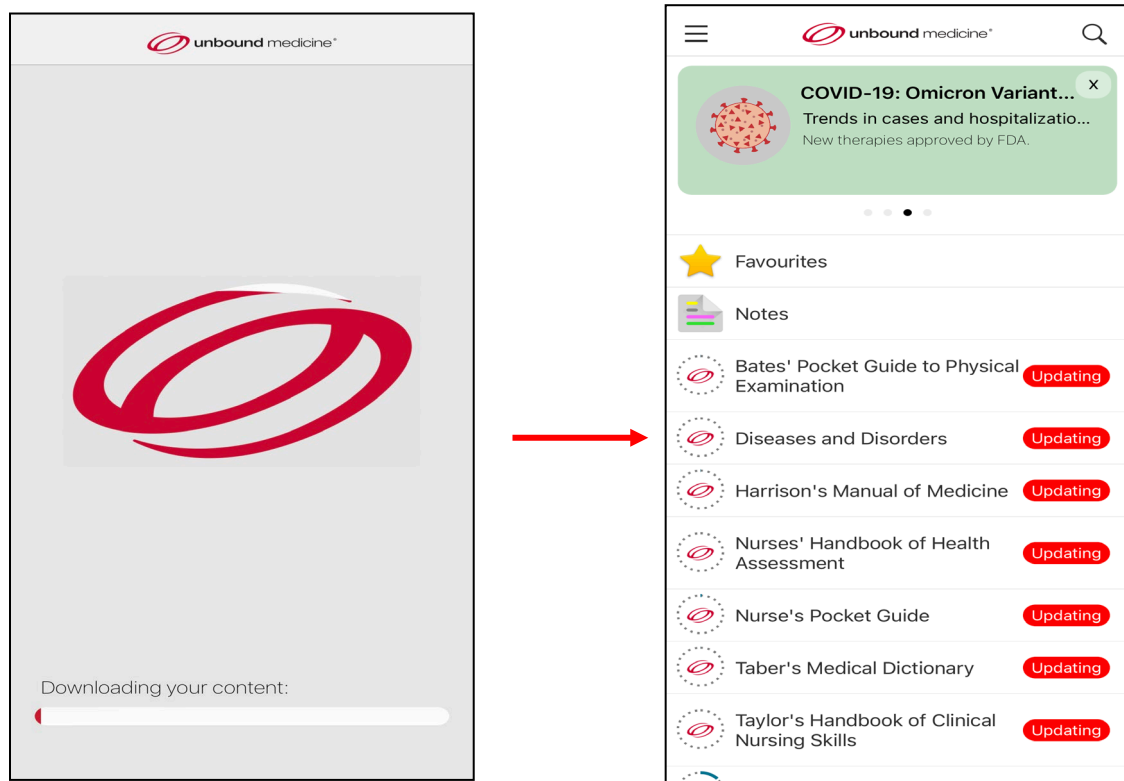 unbound medicine*
Downloading your content:
unbound medicine*
COVID-19: Omicron Variant...
x
Trends in cases and hospitalizatio...
New therapies approved by FDA.
Favourites
Notes
Bates' Pocket Guide to Physical
Examination
Updating
Diseases and Disorders
Updating
Harrison's Manual of Medicine
Updating
Nurses' Handbook of Health
Assessment
Updating
Nurse's Pocket Guide
Updating
Taber's Medical Dictionary
Updating
Taylor's Handbook of Clinical
Nursing Skills
Updating